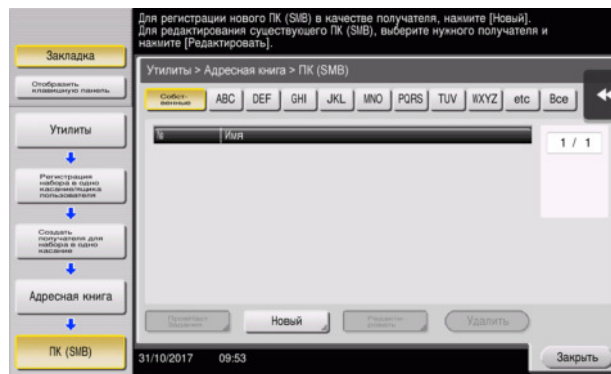 Для регистрации нового ПК (SMB) в качестве получателя, нажмите [Новый].
Для редактирования существующего ПК (SMB), выберите нужного получателя и
нажмите [Редактировать].
Закладка
Отобразить
клавишную панель
Утилиты
Регистрация
набора в одно
касание/ящика
пользователя
Создать
получателя для
набора в одно
касание
Адресная книга
ПК (SMB)
Утилиты > Адресная книга > ПК (SMB)
Собст-
венные
ABC
DEF
GHI
JKL
MNO
PQRS
TUV
WXYZ
etc
Все
№
Имя
1 / 1
Новый
Редакти-
ровать
Удалить
31/10/2017
09:53
Закрыть